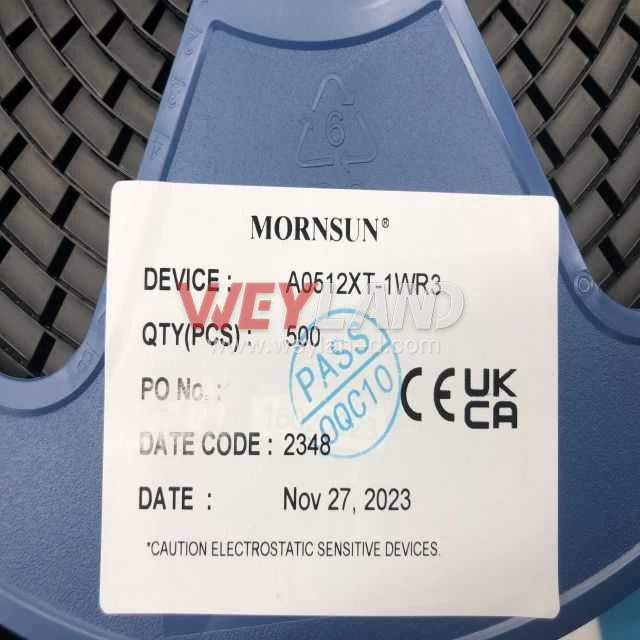 6
MORNSUN®
DEVICE : A0512XT-1WR3
WEYLAND
QTY(PCS) : 500
PASS
PO No. :
OQC10
CE UK
CA
DATE CODE : 2348
DATE : Nov 27, 2023
*CAUTION ELECTROSTATIC SENSITIVE DEVICES.